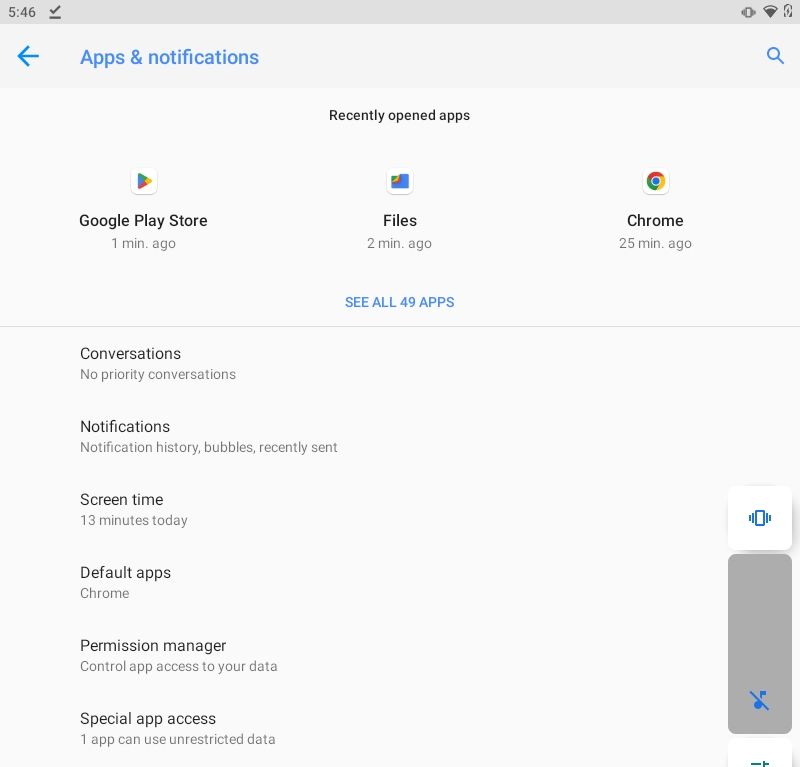 5:46
Apps & notifications
Recently opened apps
Google Play Store
1 min. ago
Files
2 min. ago
Chrome
25 min. ago
SEE ALL 49 APPS
Conversations
No priority conversations
Notifications
Notification history, bubbles, recently sent
Screen time
13 minutes today
Default apps
Chrome
Permission manager
Control app access to your data
Special app access
1 app can use unrestricted data